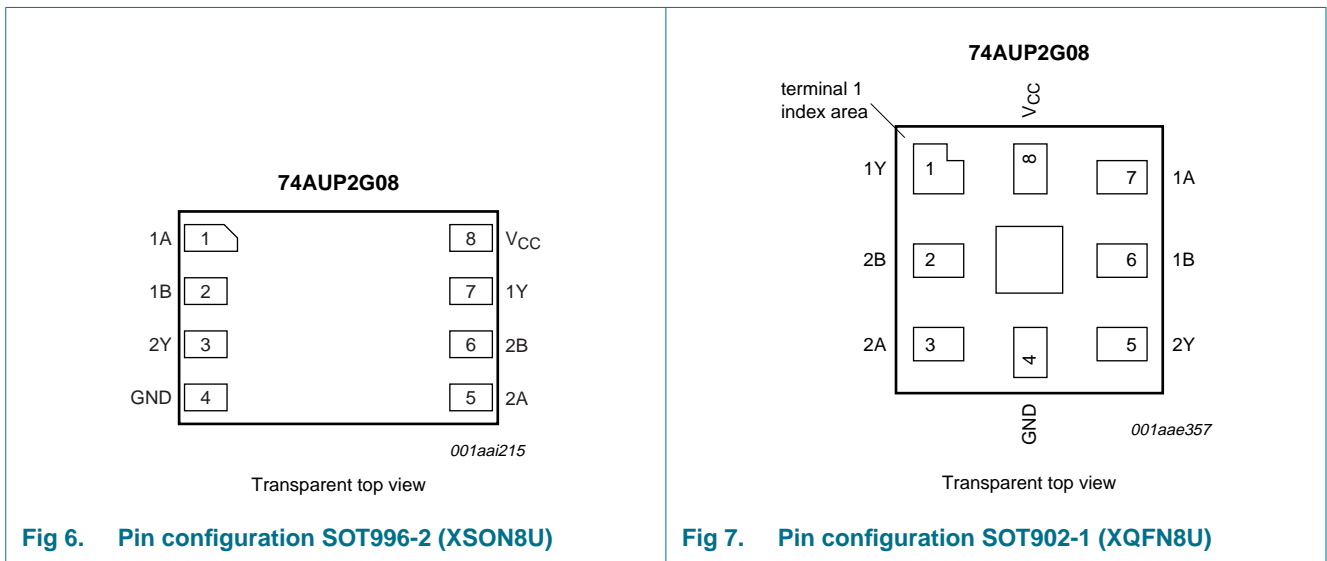 74AUP2G08
1A 1 8 VCC
1B 2 7 1Y
2Y 3 6 2B
GND 4 5 2A
001aai215
Transparent top view
Fig 6. Pin configuration SOT996-2 (XSON8U)
74AUP2G08
terminal 1
index area
VCC
1Y 1 8 7 1A
2B 2 6 1B
2A 3 4 5 2Y
GND
001aae357
Transparent top view
Fig 7. Pin configuration SOT902-1 (XQFN8U)